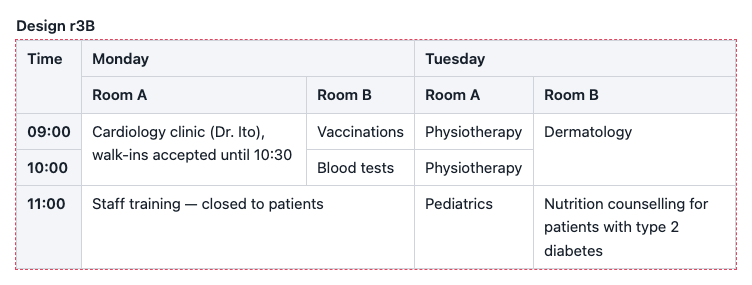 Design r3B
Time
Monday
Tuesday
Room A
Room B
Room A
Room B
09:00
Cardiology clinic (Dr. Ito),
walk-ins accepted until 10:30
Vaccinations
Physiotherapy
Dermatology
10:00
Blood tests
Physiotherapy
11:00
Staff training — closed to patients
Pediatrics
Nutrition counselling for
patients with type 2
diabetes